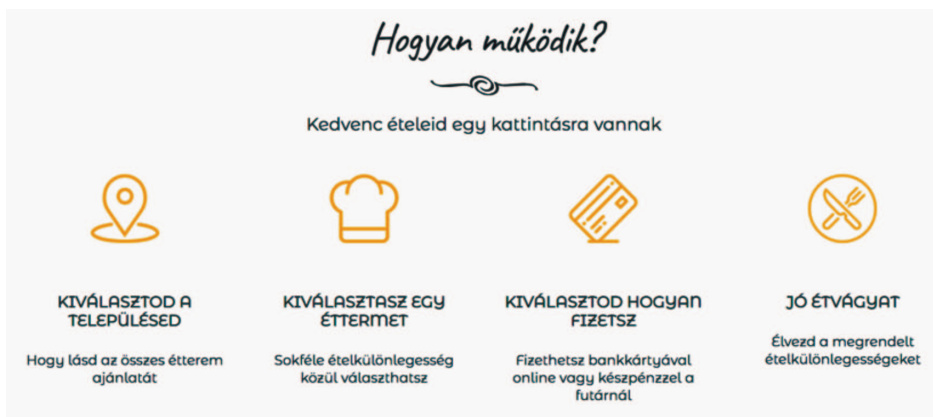 Hogyan működik?
Kedvenc ételeid egy kattintásra vannak
KIVÁLASZTOD A
TELEPÜLÉSED
Hogy lásd az összes étterem
ajánlatát
KIVÁLASZTASZ EGY
ÉTTERMET
Sokféle ételkülönlegesség
közül választhatsz
KIVÁLASZTOD HOGYAN
FIZETSZ
Fizethetsz bankkártyával
online vagy készpénzzel a
futárnál
JÓ ÉTVÁGYAT
Élvezd a megrendelt
ételkülönlegességeket